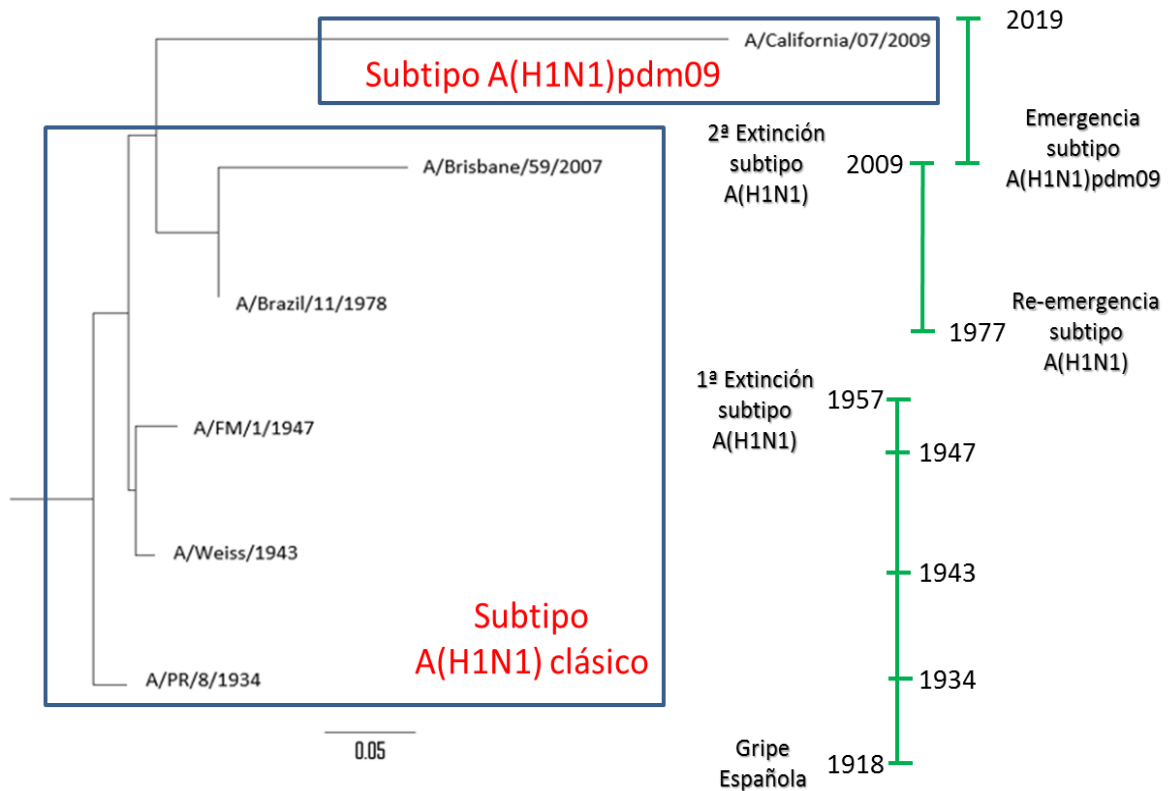 A/California/07/2009
Subtipo A(H1N1)pdm09
A/Brisbane/59/2007
A/Brazil/11/1978
A/FM/1/1947
A/Weiss/1943
Subtipo
A(H1N1) clásico
A/PR/8/1934
0.05
2019
2ª Extinción
subtipo
A(H1N1)
2009
Emergencia
subtipo
A(H1N1)pdm09
1977
Re-emergencia
subtipo
A(H1N1)
1ª Extinción
subtipo
A(H1N1)
1957
1947
1943
1934
Gripe
Española
1918